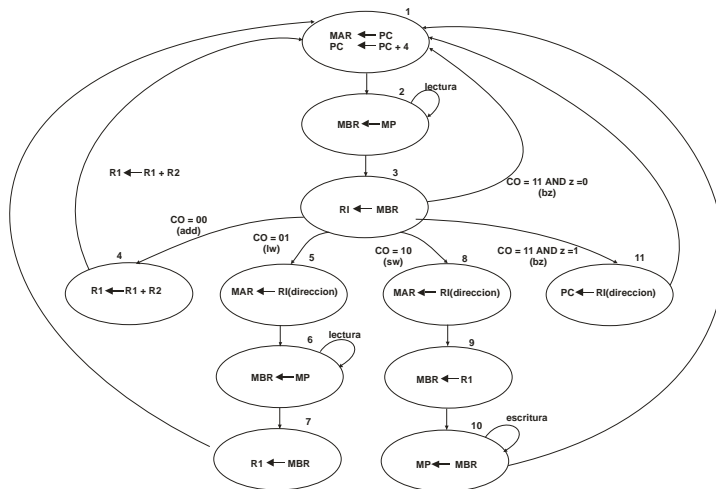 1
MAR ← PC
PC ← PC + 4
2
lectura
MBR ← MP
3
RI ← MBR
R1 ← R1 + R2
CO = 11 AND z =0
(bz)
CO = 00
(add)
CO = 01
(lw)
CO = 10
(sw)
CO = 11 AND z =1
(bz)
4
R1 ← R1 + R2
5
MAR ← RI(direccion)
8
MAR ← RI(direccion)
11
PC ← RI(direccion)
6
lectura
MBR ← MP
9
MBR ← R1
7
R1 ← MBR
10
escritura
MP ← MBR